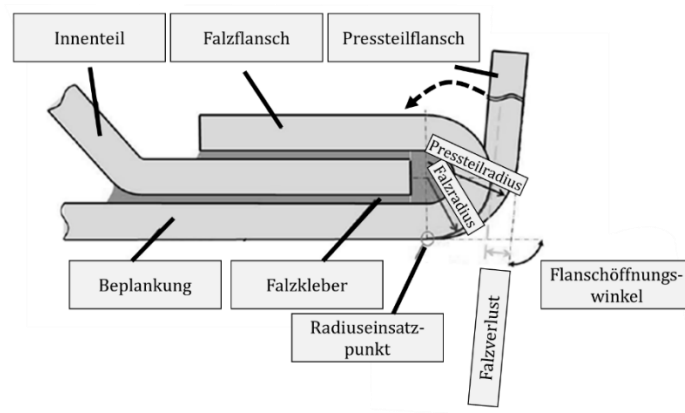 Innenteil
Falzflansch
Pressteilflansch
Pressteilradius
Falzradius
Beplankung
Falzkleber
Radiuseinsatz-
punkt
Falzverlust
Flanschöffnungs-
winkel